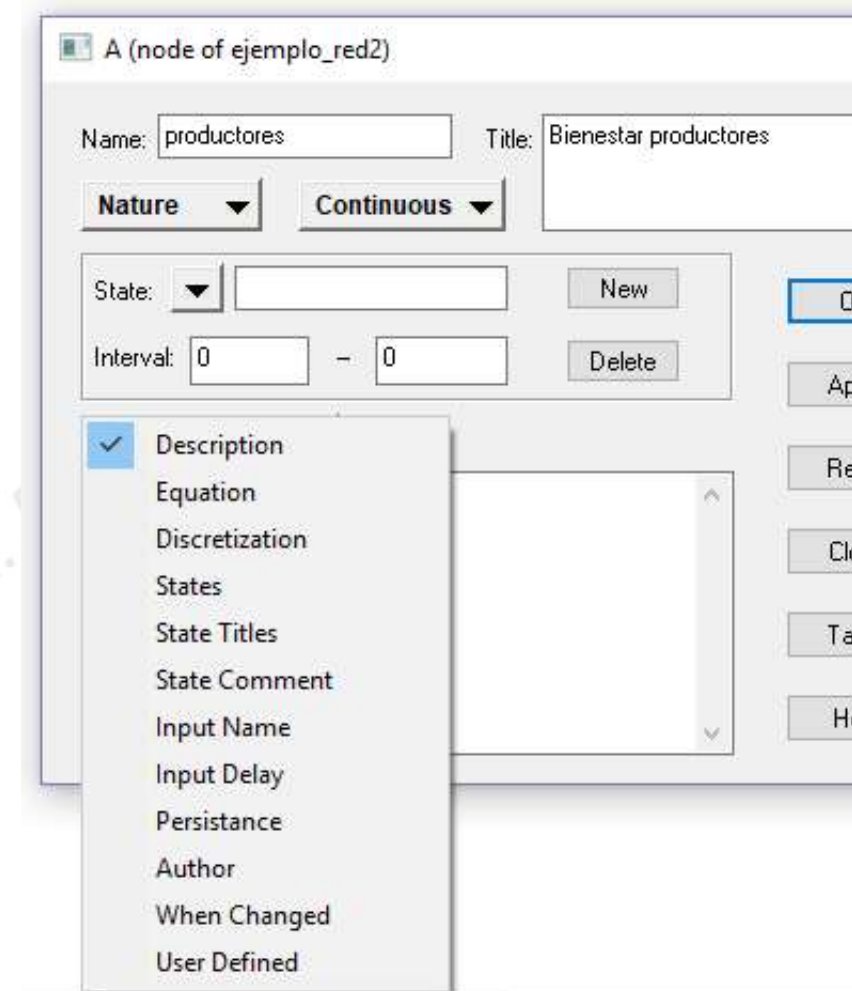 A (node of ejemplo_red2)
Name: productores Title: Bienestar productores
Nature Continuous
State: New
Interval: 0 - 0 Delete
Description
Equation
Discretization
States
State Titles
State Comment
Input Name
Input Delay
Persistance
Author
When Changed
User Defined